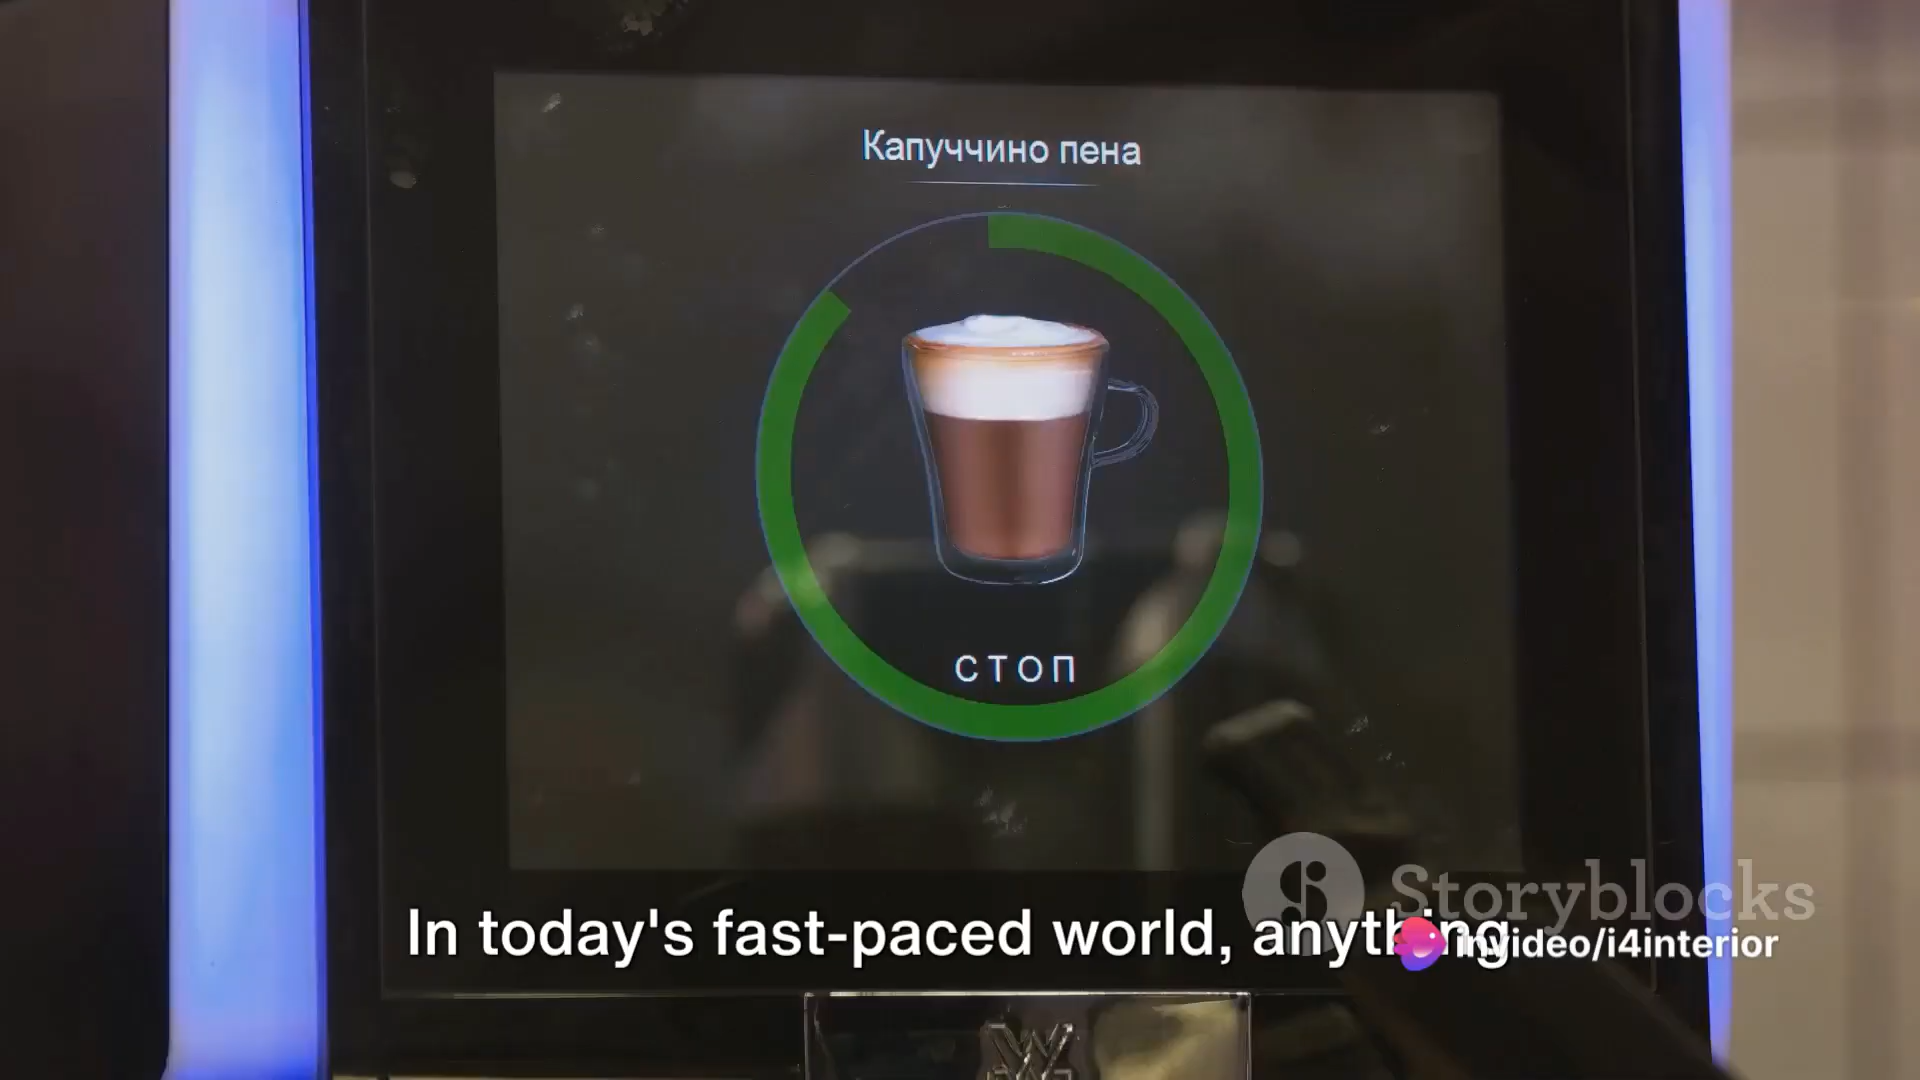 Капуччино пена
СТОП
Storyblocks
In today's fast-paced world, anything
invideo/i4interior